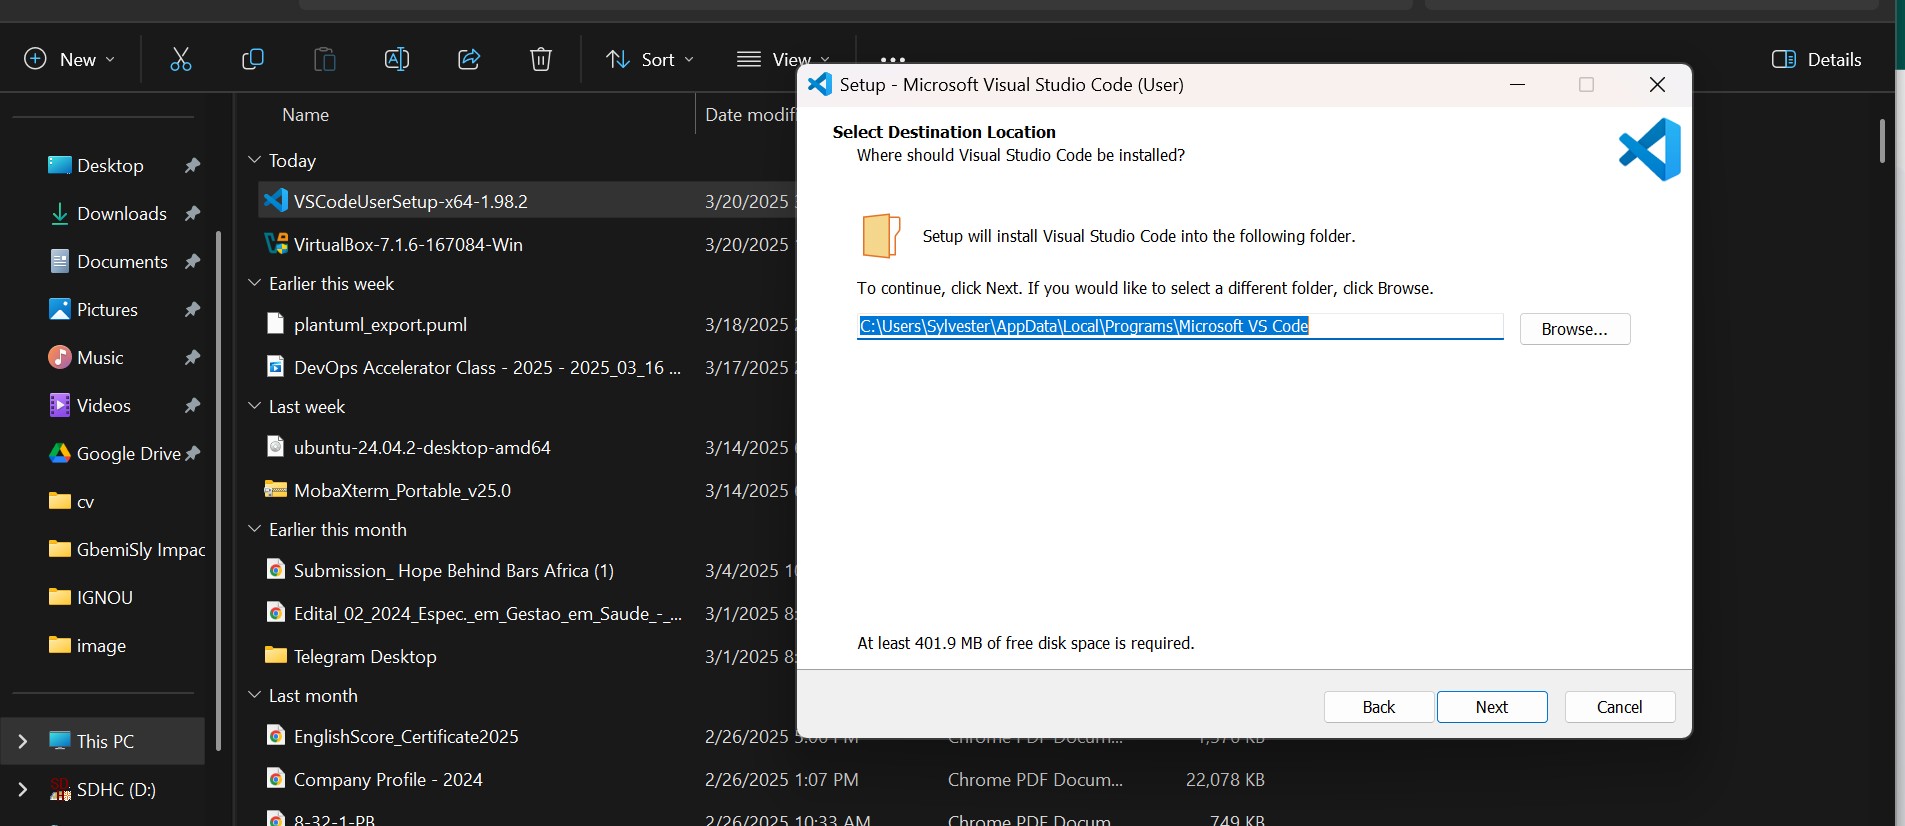 New
Sort
View
Details
Name
Date modif
Desktop
Downloads
Documents
Pictures
Music
Videos
Google Drive
cv
GbemiSly Impac
IGNOU
image
This PC
SDHC (D:)
Today
VSCodeUserSetup-x64-1.98.2 3/20/2025
VirtualBox-7.1.6-167084-Win 3/20/2025
Earlier this week
plantuml_export.puml 3/18/2025
DevOps Accelerator Class - 2025 - 2025_03_16 ... 3/17/2025
Last week
ubuntu-24.04.2-desktop-amd64 3/14/2025
MobaXterm_Portable_v25.0 3/14/2025
Earlier this month
Submission_ Hope Behind Bars Africa (1) 3/4/2025 10
Edital_02_2024_Espec._em_Gestao_em_Saude_-_... 3/1/2025 8:
Telegram Desktop 3/1/2025 8:
Last month
EnglishScore_Certificate2025 2/26/2025 PM Chrome PDF Docum... KB
Company Profile - 2024 2/26/2025 1:07 PM Chrome PDF Docum... 22,078 KB
8-32-1-PB 2/26/2025 10:33 AM Chrome PDF Docum 749 KB
Setup - Microsoft Visual Studio Code (User)
Select Destination Location
Where should Visual Studio Code be installed?
Setup will install Visual Studio Code into the following folder.
To continue, click Next. If you would like to select a different folder, click Browse.
C:\Users\Sylvester\AppData\Local\Programs\Microsoft VS Code
Browse...
At least 401.9 MB of free disk space is required.
Back
Next
Cancel